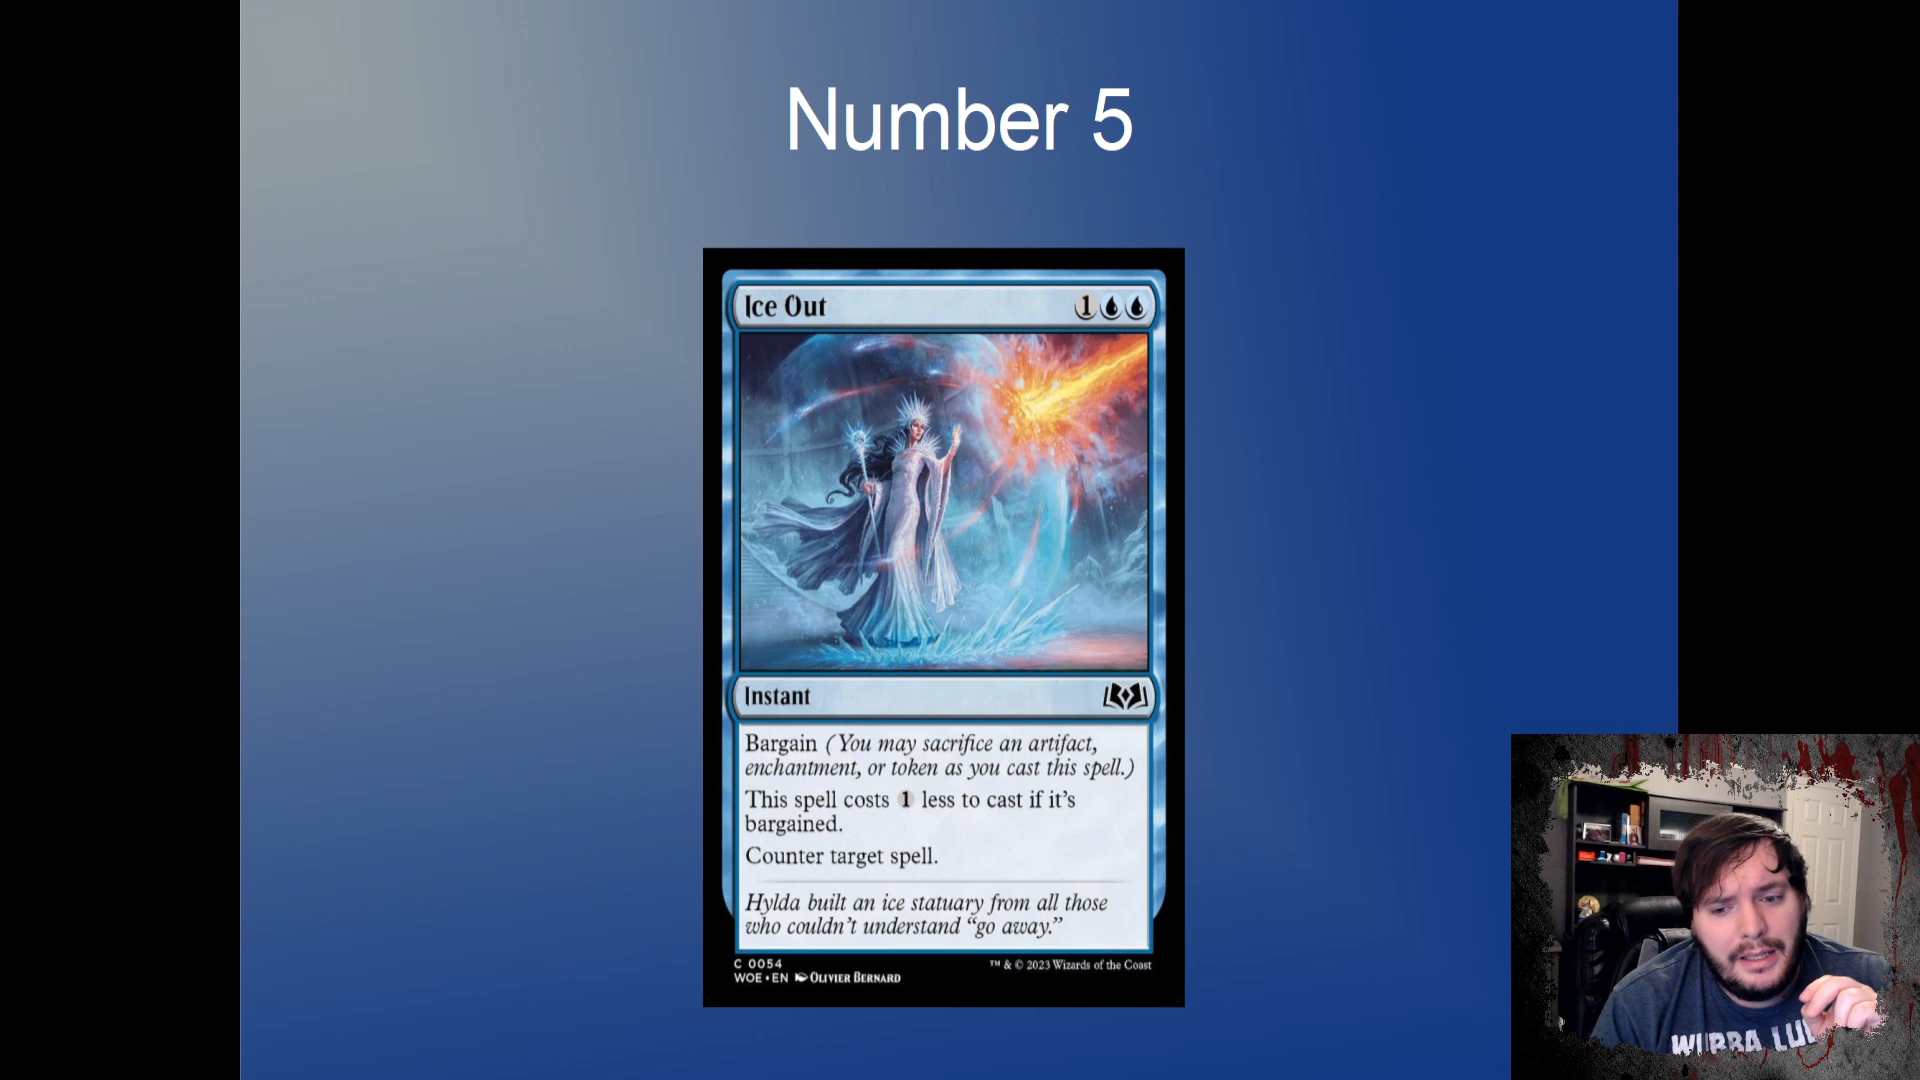 Number 5
Ice Out 1
Instant
Bargain (You may sacrifice an artifact,
enchantment, or token as you cast this spell.)
This spell costs 1 less to cast if it's
bargained.
Counter target spell.
Hylda built an ice statuary from all those
who couldn't understand “go away.”
C 0054
WOE • EN OLIVIER BERNARD
™ & © 2023 Wizards of the Coast
WUBBA LU